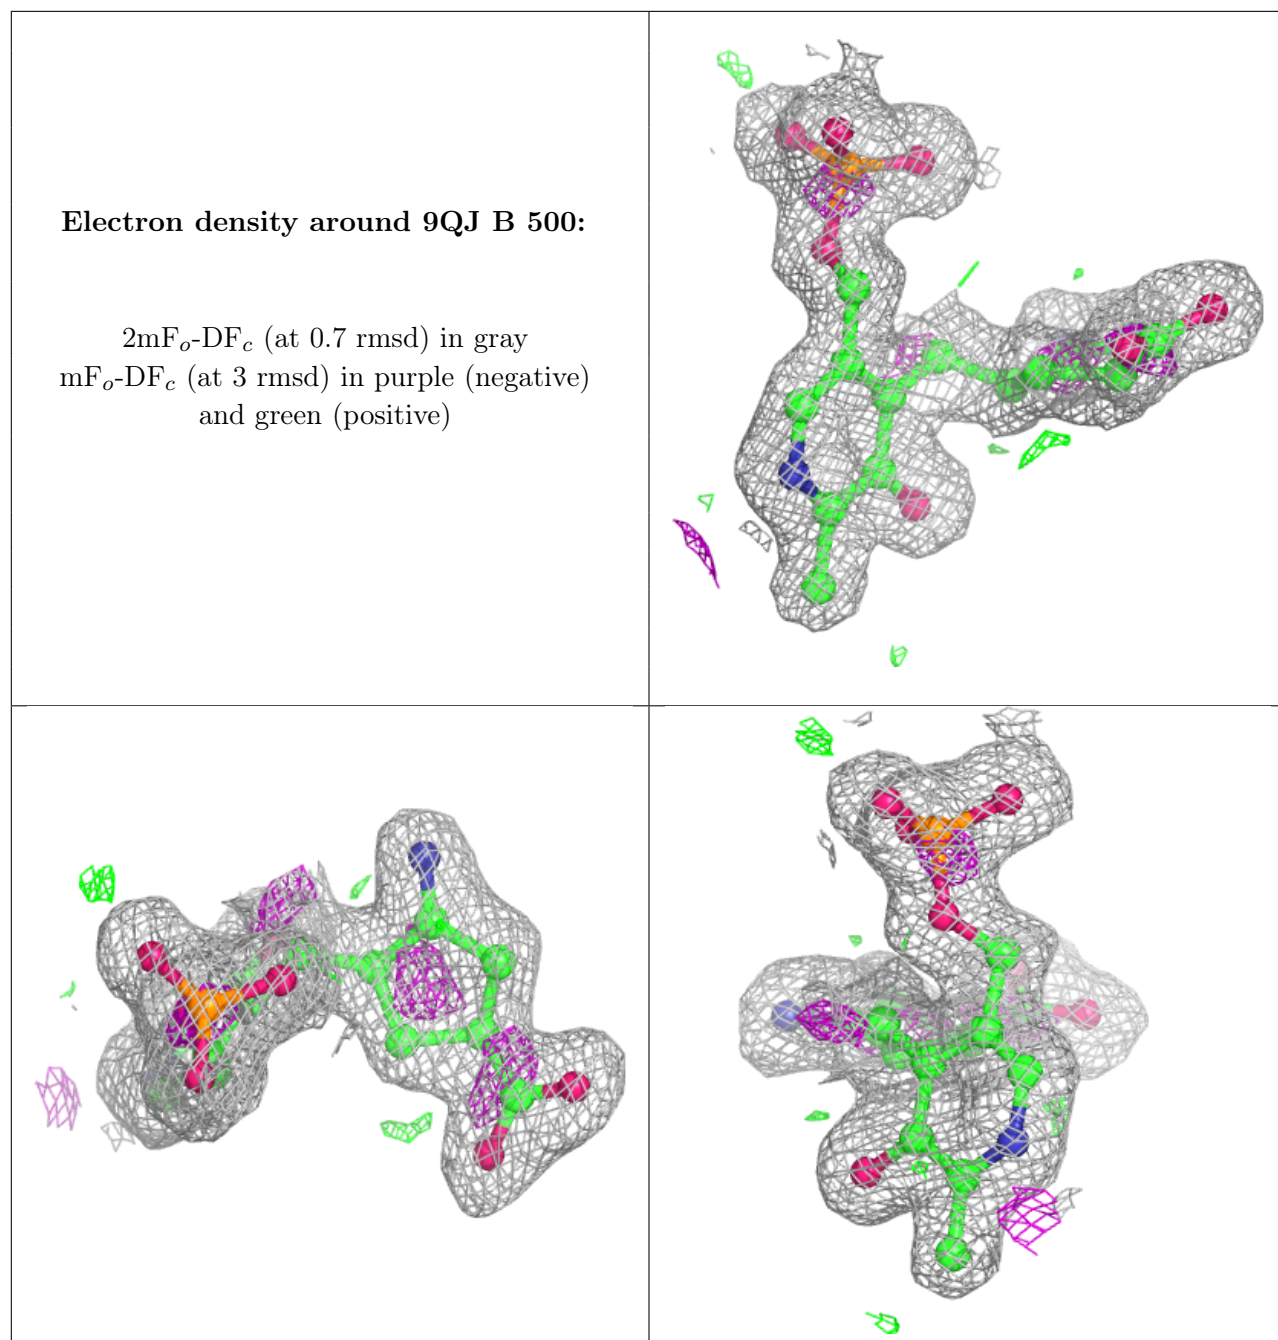 Electron density around 9QJ B 500:
2mFₒ-DF𝒸 (at 0.7 rmsd) in gray
mFₒ-DF𝒸 (at 3 rmsd) in purple (negative)
and green (positive)